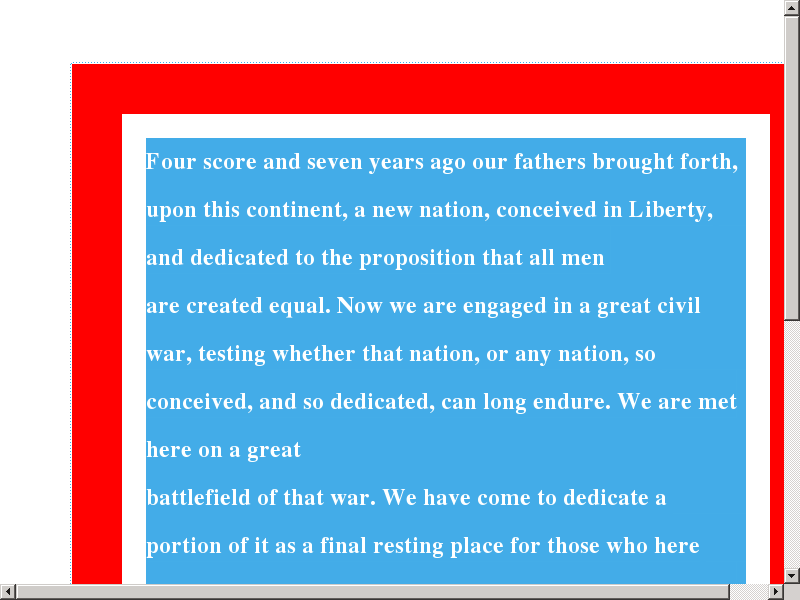 Four score and seven years ago our fathers brought forth,
upon this continent, a new nation, conceived in Liberty,
and dedicated to the proposition that all men
are created equal. Now we are engaged in a great civil
war, testing whether that nation, or any nation, so
conceived, and so dedicated, can long endure. We are met
here on a great
battlefield of that war. We have come to dedicate a
portion of it as a final resting place for those who here